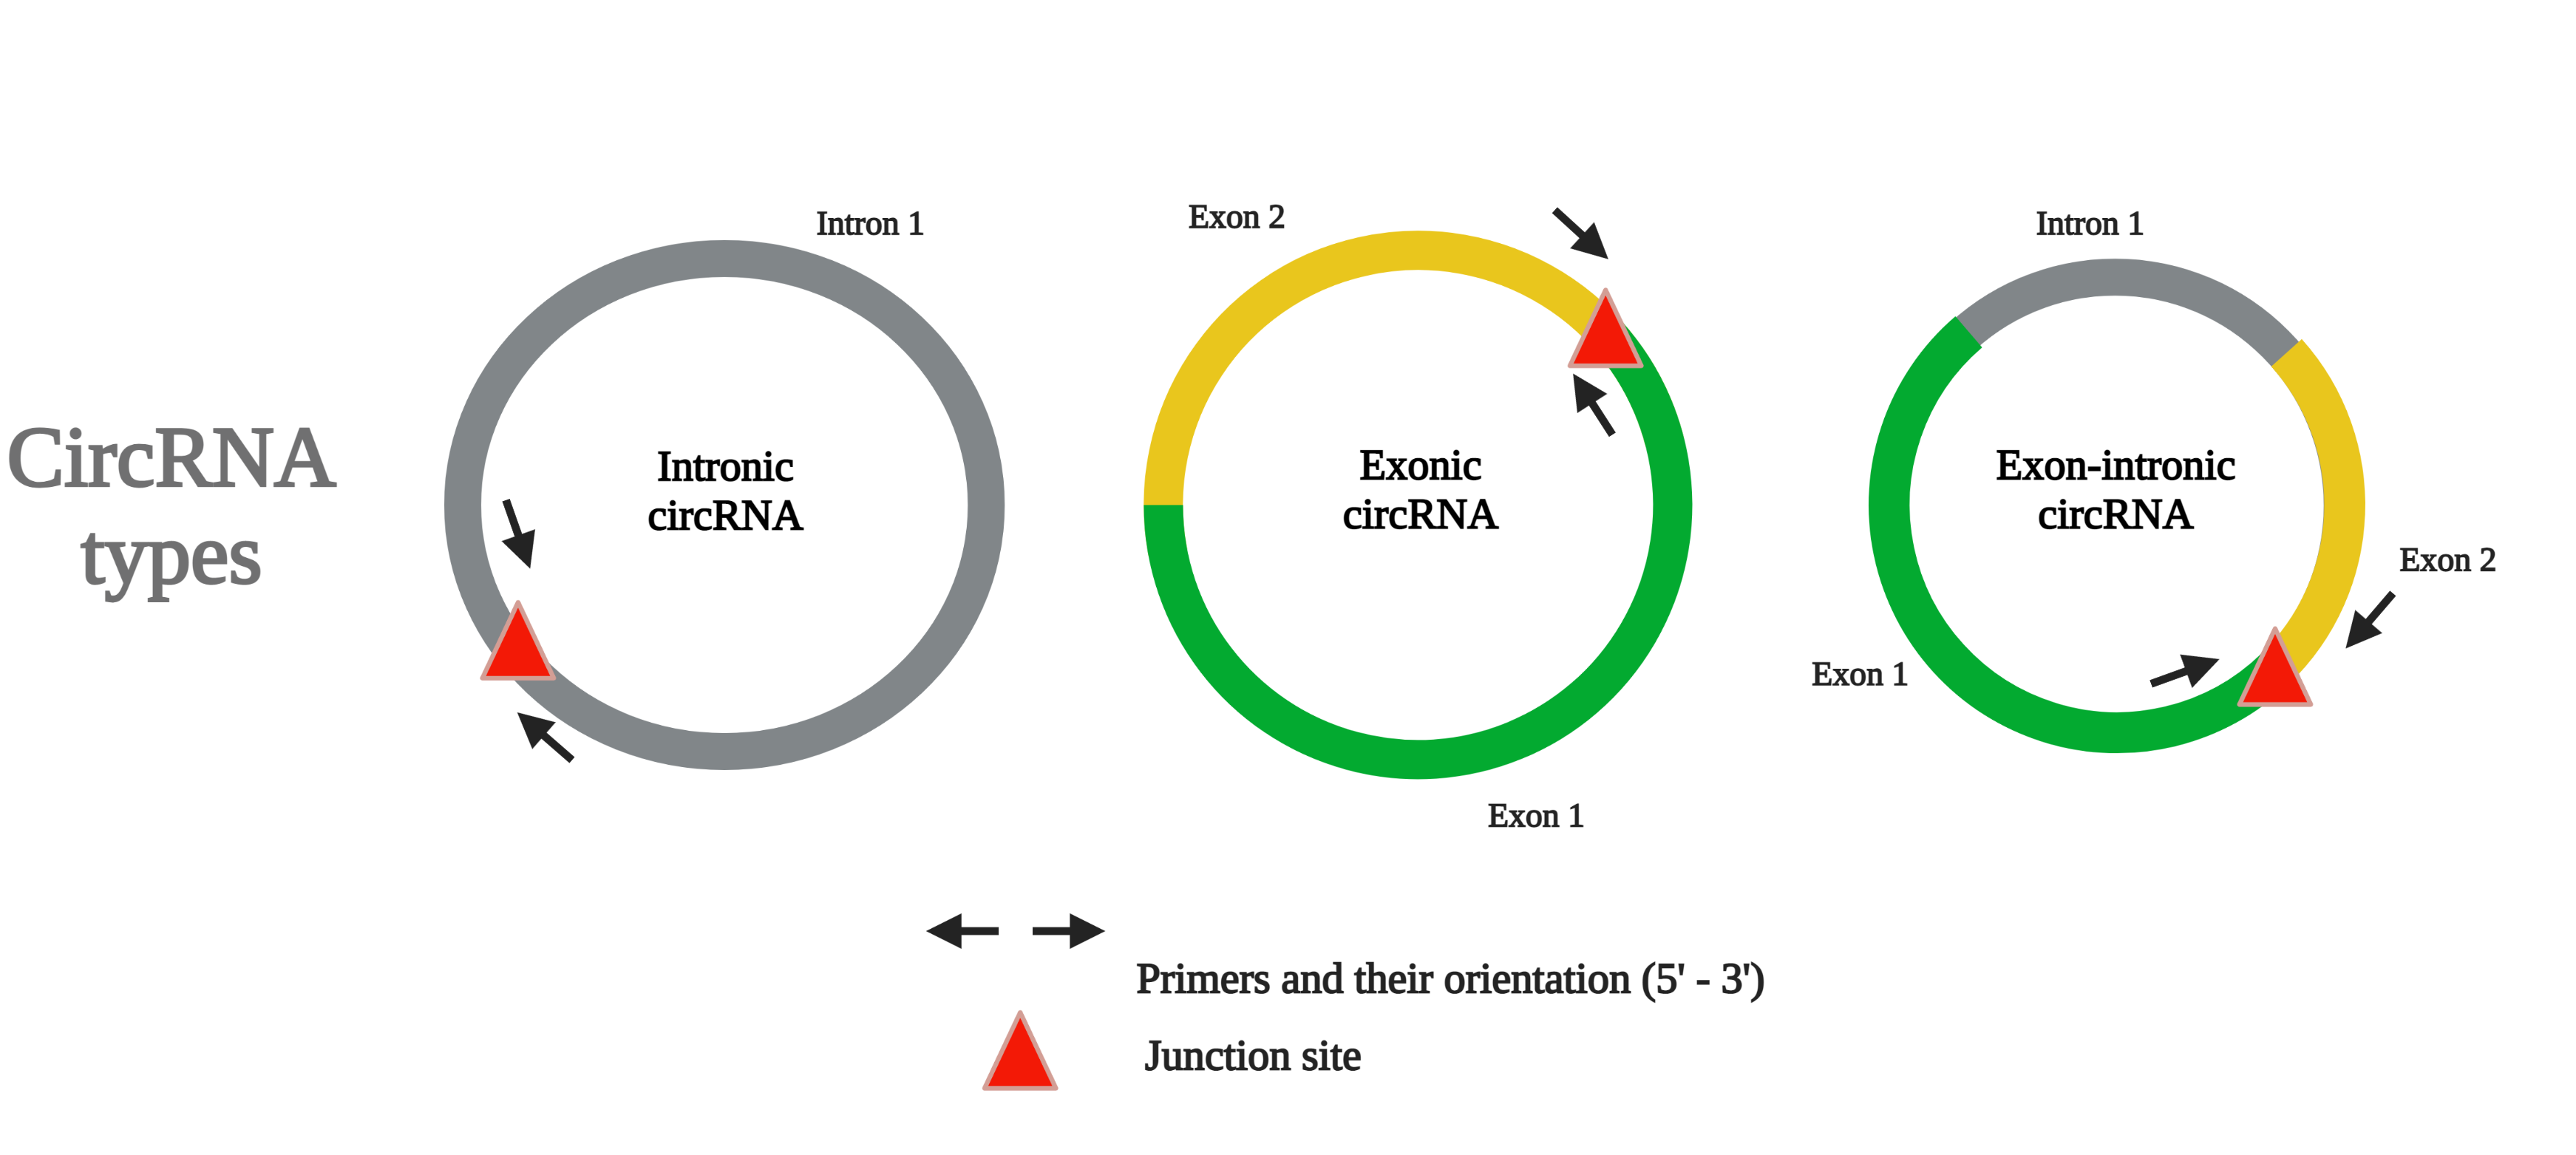 CircRNA
types
Intron 1
Intronic
circRNA
Exon 2
Exonic
circRNA
Exon 1
Intron 1
Exon-intronic
circRNA
Exon 2
Exon 1
Primers and their orientation (5' - 3')
Junction site